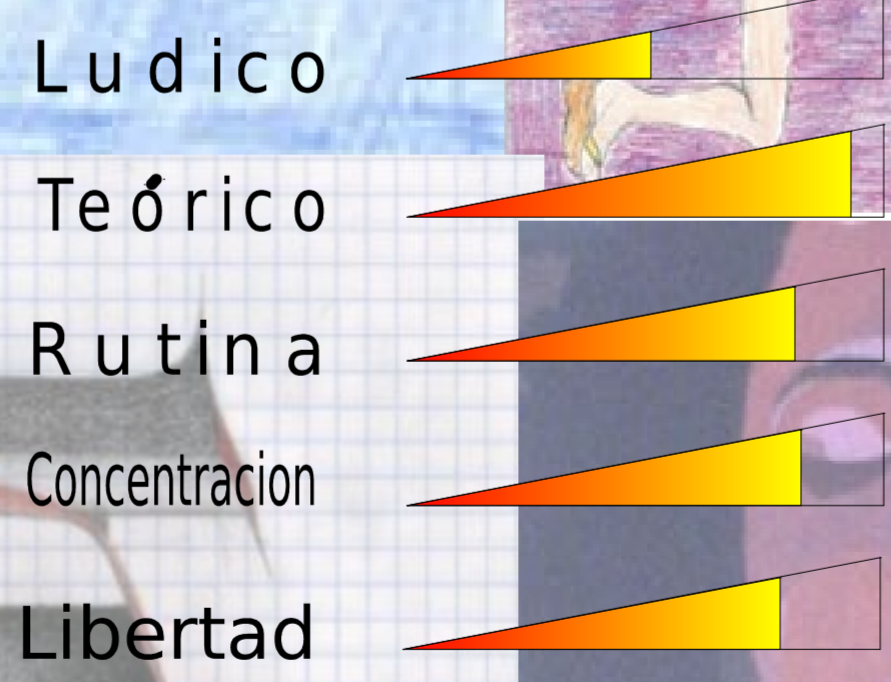 Ludico
Teórico
Rutina
Concentracion
Libertad